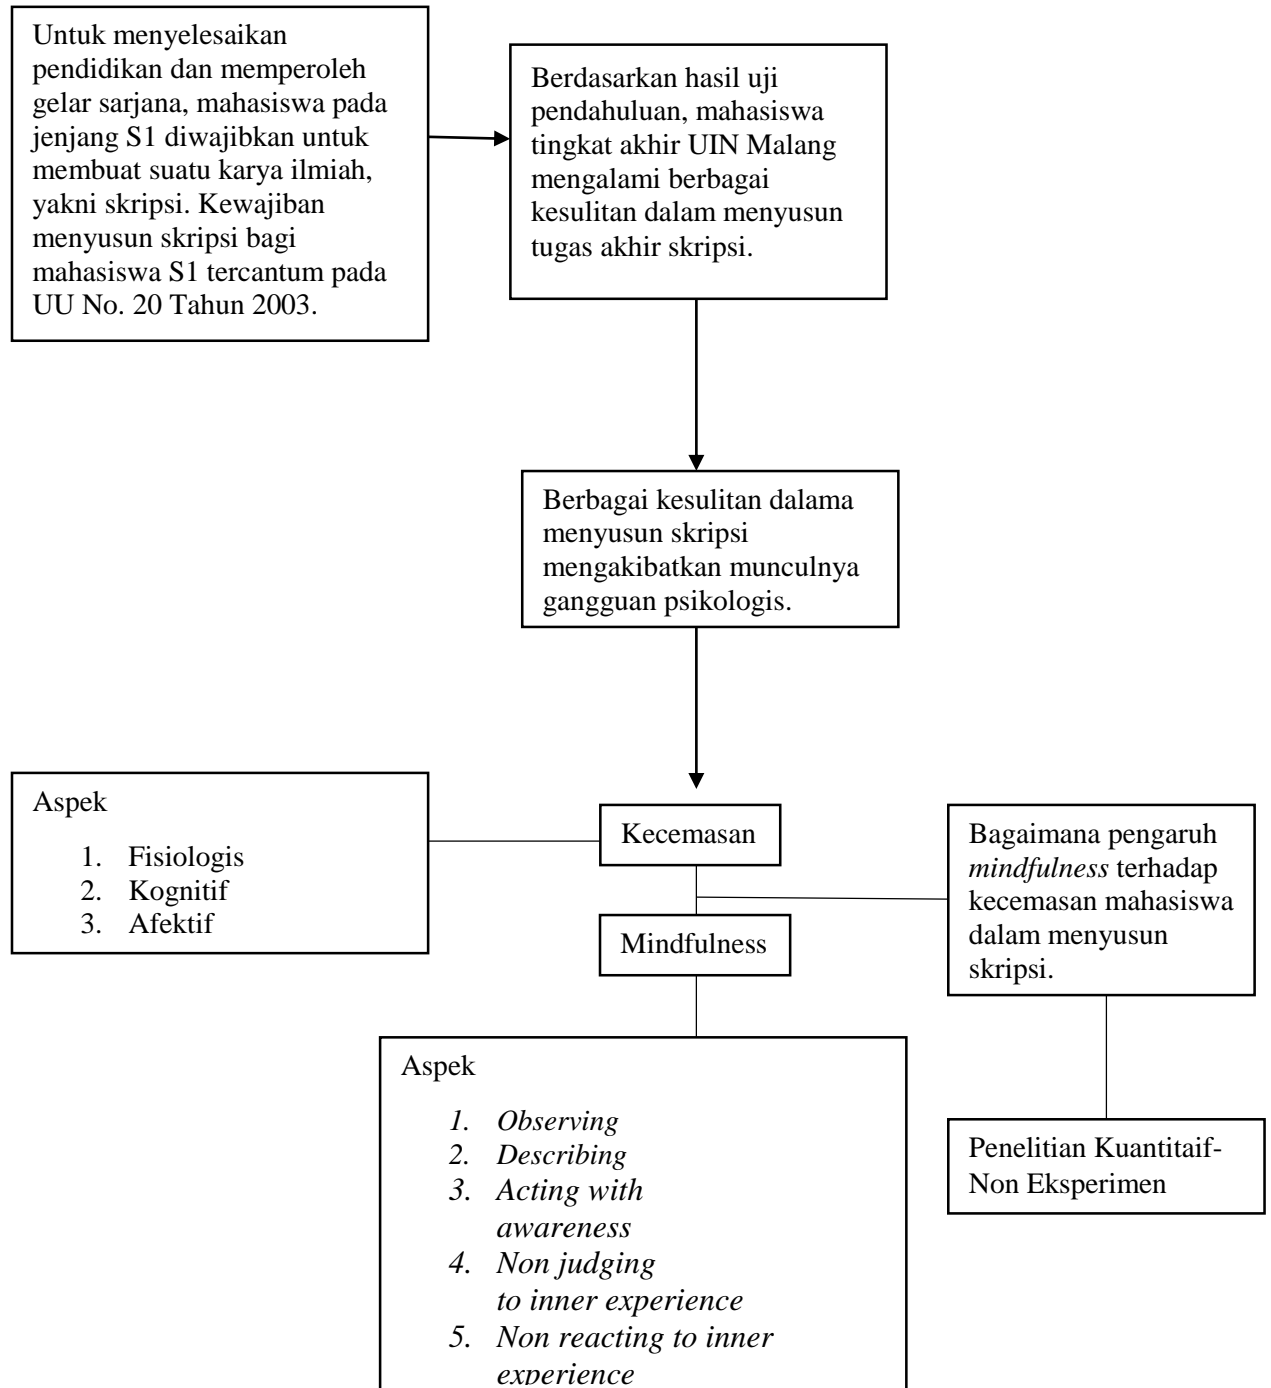 Untuk menyelesaikan
pendidikan dan memperoleh
gelar sarjana, mahasiswa pada
jenjang S1 diwajibkan untuk
membuat suatu karya ilmiah,
yakni skripsi. Kewajiban
menyusun skripsi bagi
mahasiswa S1 tercantum pada
UU No. 20 Tahun 2003.
Berdasarkan hasil uji
pendahuluan, mahasiswa
tingkat akhir UIN Malang
mengalami berbagai
kesulitan dalam menyusun
tugas akhir skripsi.
Berbagai kesulitan dalama
menyusun skripsi
mengakibatkan munculnya
gangguan psikologis.
Aspek
1. Fisiologis
2. Kognitif
3. Afektif
Kecemasan
Mindfulness
Bagaimana pengaruh
mindfulness terhadap
kecemasan mahasiswa
dalam menyusun
skripsi.
Aspek
1. Observing
2. Describing
3. Acting with
awareness
4. Non judging
to inner experience
5. Non reacting to inner
experience
Penelitian Kuantitaif-
Non Eksperimen